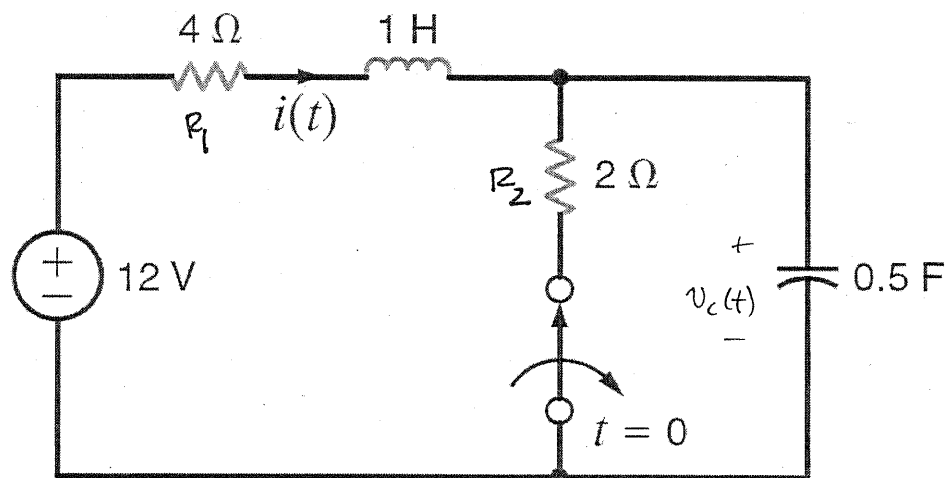 4 Ω
1 H
R1
i(t)
R2
2 Ω
+
−
12 V
+
vc(t)
−
0.5 F
t = 0